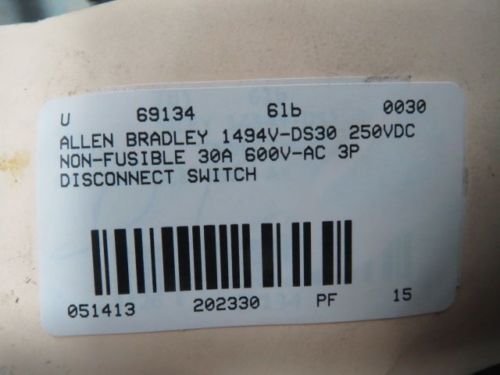 U 69134 6lb 0030
ALLEN BRADLEY 1494V-DS30 250VDC
NON-FUSIBLE 30A 600V-AC 3P
DISCONNECT SWITCH
051413 202330 PF 15